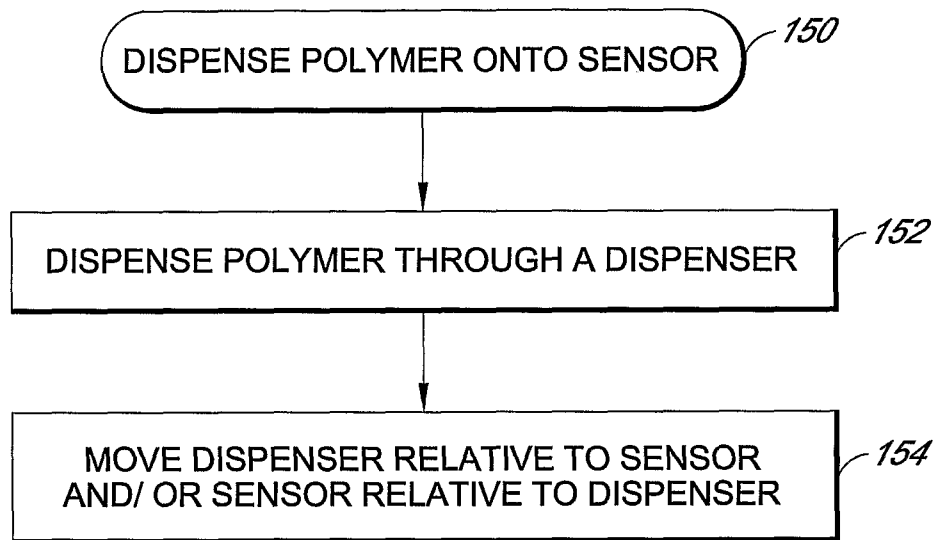 DISPENSE POLYMER ONTO SENSOR
150
DISPENSE POLYMER THROUGH A DISPENSER
152
MOVE DISPENSER RELATIVE TO SENSOR
AND/ OR SENSOR RELATIVE TO DISPENSER
154